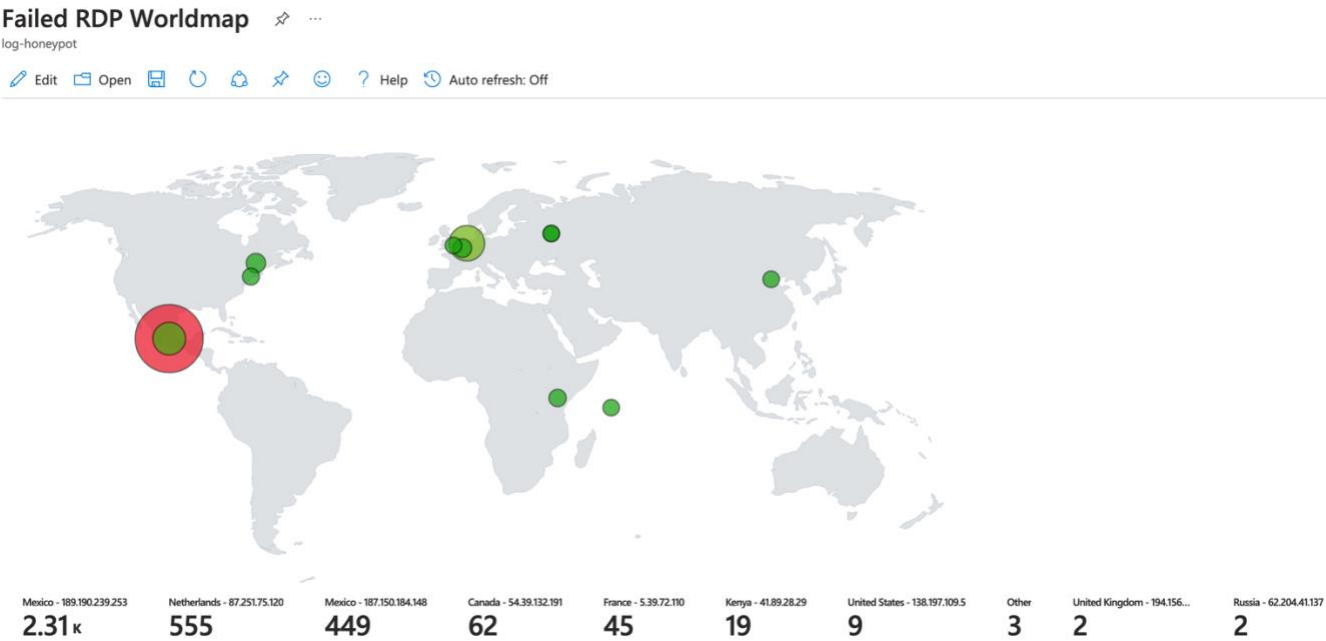 Failed RDP Worldmap ...
log-honeypot
Edit Open Help Auto refresh: Off
Mexico - 189.190.239.253 Netherlands - 87.251.75.120 Mexico - 187.150.184.148 Canada - 54.39.132.191 France - 5.39.72.110 Kenya - 41.89.28.29 United States - 138.197.109.5 Other United Kingdom - 194.156... Russia - 62.204.41.137
2.31 K 555 449 62 45 19 9 3 2 2